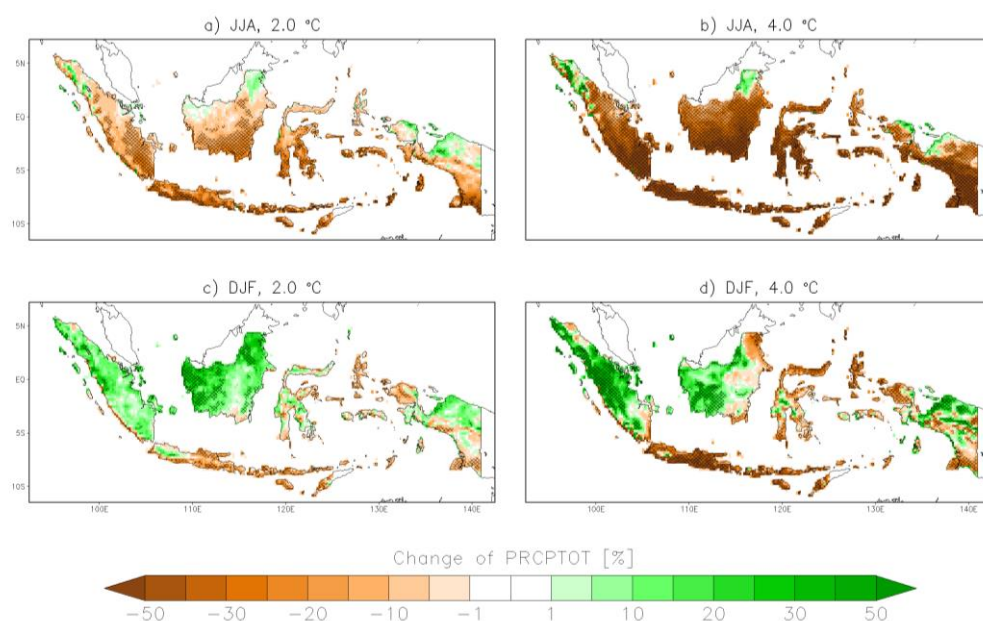 a) JJA, 2.0 °C
b) JJA, 4.0 °C
5N
EQ
5S
10S
c) DJF, 2.0 °C
d) DJF, 4.0 °C
5N
EQ
5S
10S
100E 110E 120E 130E 140E
100E 110E 120E 130E 140E
Change of PRCPTOT [%]
−50 −30 −20 −10 −1 1 10 20 30 50